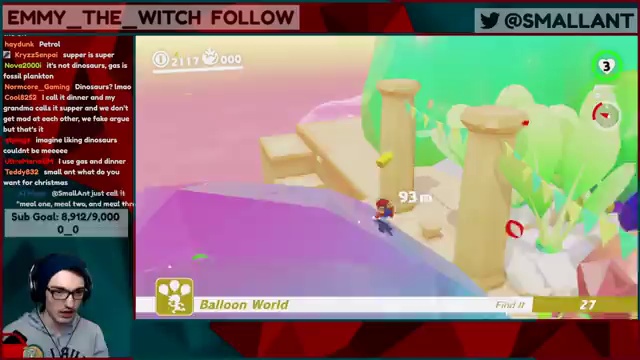 EMMY_THE_WITCH FOLLOW
@SMALLANT
haydunk Petrol
KryzzSenpai supper is super
Nova2000i it's not dinosaurs, gas is
fossil plankton
Normcore_Gaming Dinosaurs? lmao
Cool8252 I call it dinner and my
grandma calls it supper and we don't
get mad at each other, we fake argue
but that's it
imagine liking dinosaurs
couldnt be meeeee
I use gas and dinner
Teddy832 small ant what do you
want for christmas
@SmallAnt just call it
"meal one, meal two, and meal thr
Sub Goal: 8,912/9,000
0_0
2117
000
3
93 m
Balloon World
Find It
27